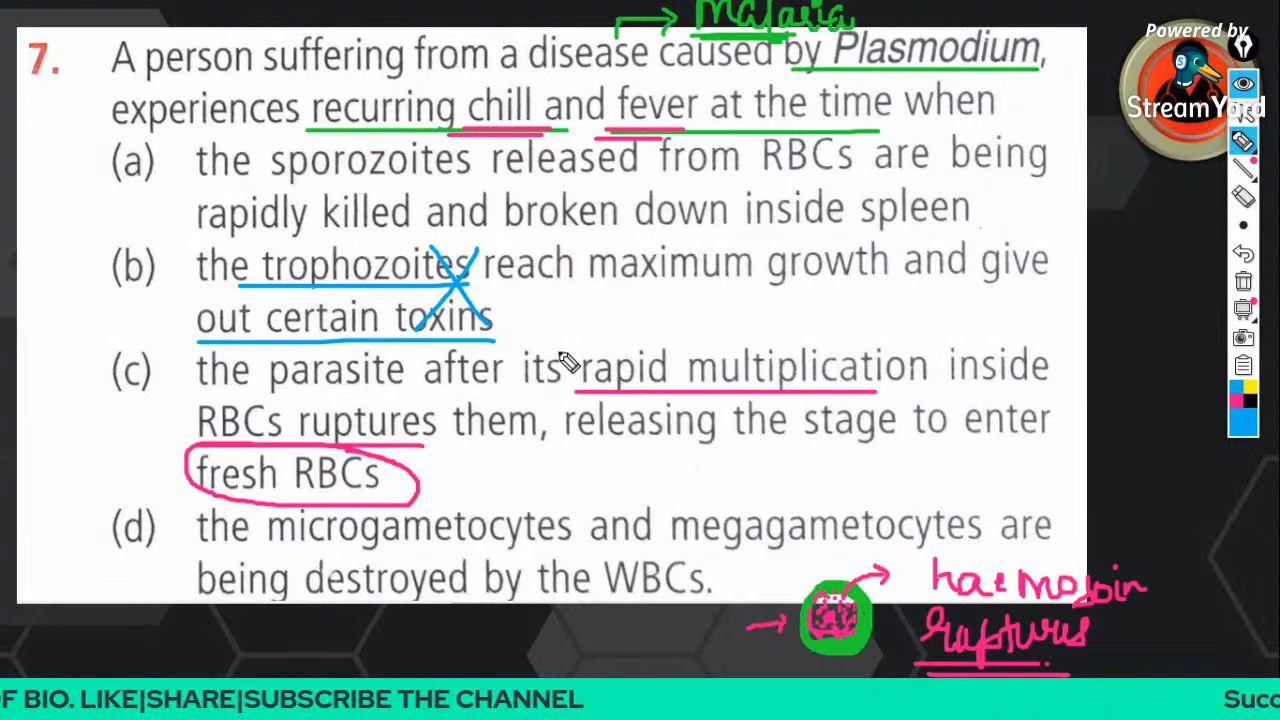 Malaria
Powered by
StreamYard
7. A person suffering from a disease caused by Plasmodium,
experiences recurring chill and fever at the time when
(a) the sporozoites released from RBCs are being
rapidly killed and broken down inside spleen
(b) the trophozoites reach maximum growth and give
out certain toxins
(c) the parasite after its rapid multiplication inside
RBCs ruptures them, releasing the stage to enter
fresh RBCs
(d) the microgametocytes and megagametocytes are
being destroyed by the WBCs.
haemozoin
ruptures
OF BIO. LIKE|SHARE|SUBSCRIBE THE CHANNEL
Succ